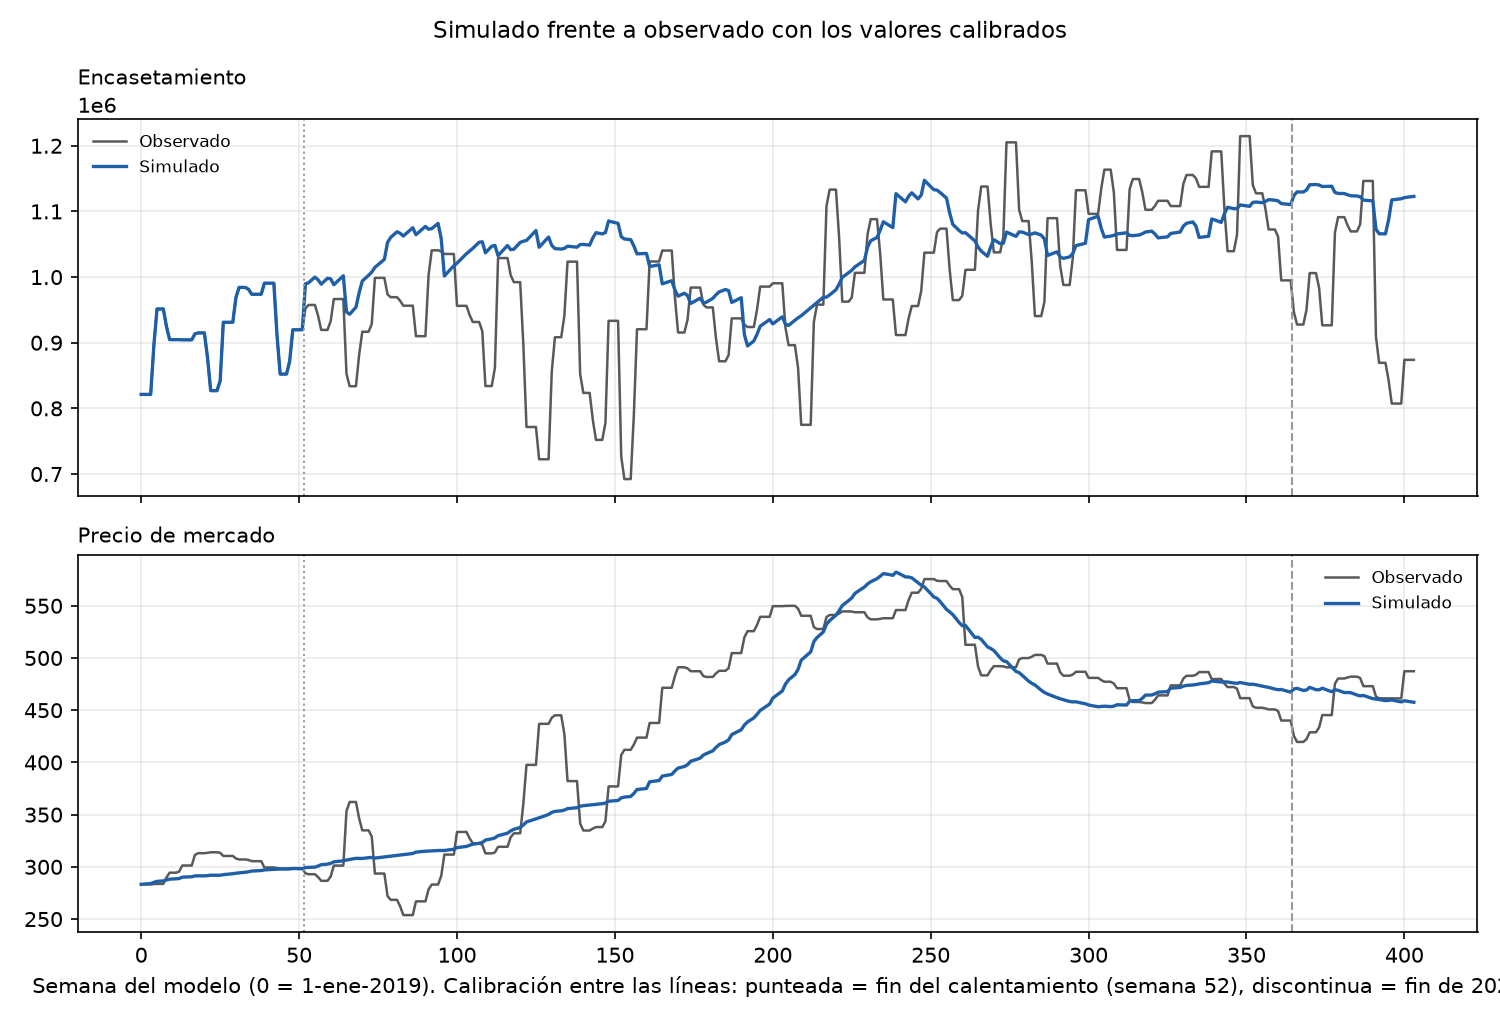 Simulado frente a observado con los valores calibrados
Encasetamiento
1e6
Observado
Simulado
1.2
1.1
1.0
0.9
0.8
0.7
Precio de mercado
Observado
Simulado
550
500
450
400
350
300
250
0 50 100 150 200 250 300 350 400
Semana del modelo (0 = 1-ene-2019). Calibración entre las líneas: punteada = fin del calentamiento (semana 52), discontinua = fin de